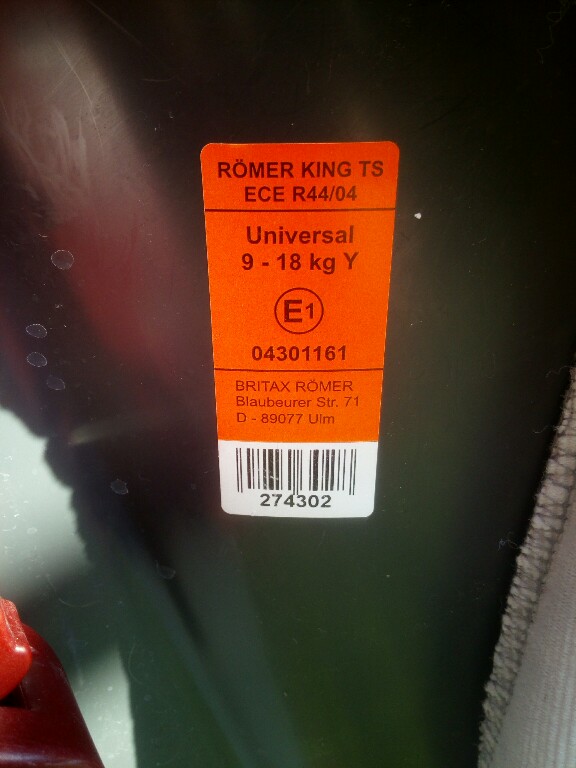 RÖMER KING TS
ECE R44/04
Universal
9 - 18 kg Y
E1
04301161
BRITAX RÖMER
Blaubeurer Str. 71
D - 89077 Ulm
274302